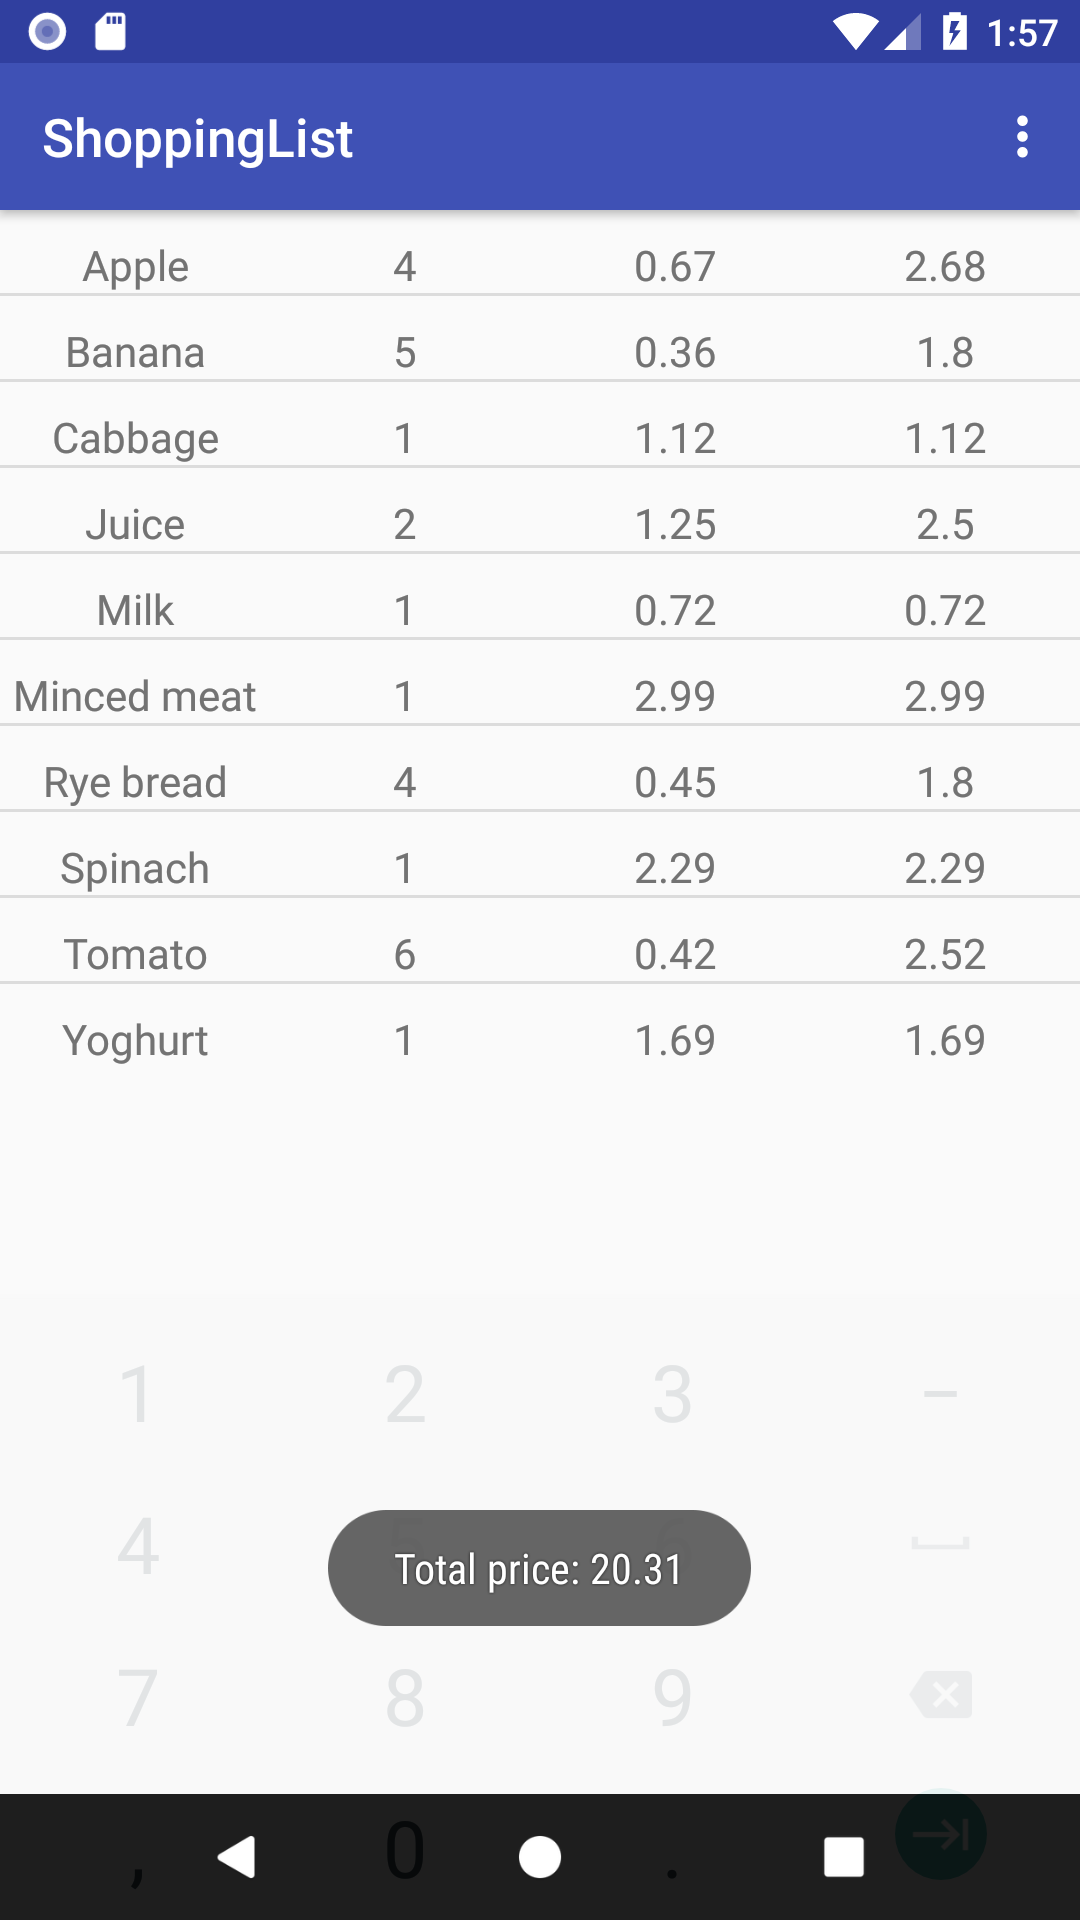 1:57
ShoppingList
Apple 4 0.67 2.68
Banana 5 0.36 1.8
Cabbage 1 1.12 1.12
Juice 2 1.25 2.5
Milk 1 0.72 0.72
Minced meat 1 2.99 2.99
Rye bread 4 0.45 1.8
Spinach 1 2.29 2.29
Tomato 6 0.42 2.52
Yoghurt 1 1.69 1.69
1 2 3 –
4
Total price: 20.31
7 8 9
, 0 .